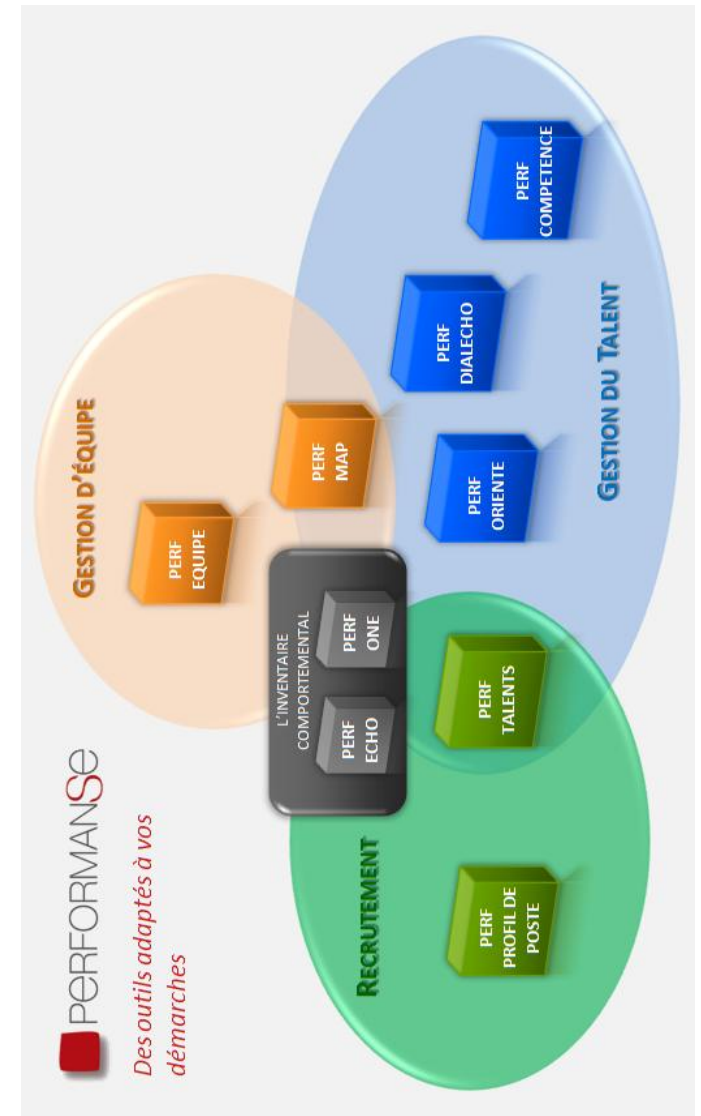 PERFORMANSE
Des outils adaptés à vos
démarches
GESTION D'ÉQUIPE
PERF
EQUIPE
PERF
MAP
L'INVENTAIRE
COMPORTEMENTAL
PERF
ECHO
PERF
ONE
RECRUTEMENT
PERF
PROFIL DE
POSTE
PERF
TALENTS
PERF
ORIENTE
PERF
DIALECHO
PERF
COMPETENCE
GESTION DU TALENT